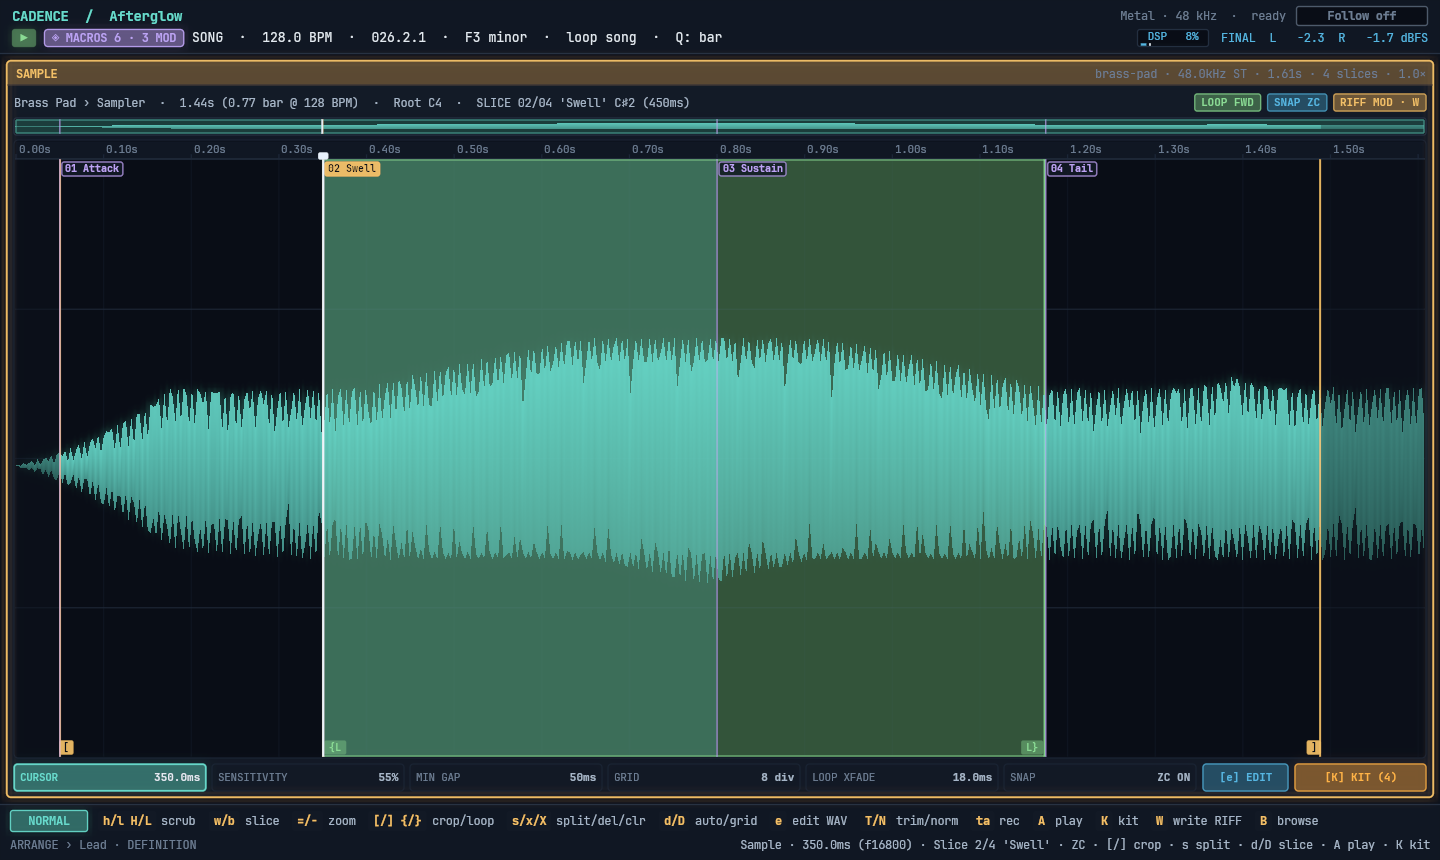 CADENCE / Afterglow
Metal · 48 kHz · ready Follow off
▶ ◈ MACROS 6 · 3 MOD SONG · 128.0 BPM · 026.2.1 · F3 minor · loop song · Q: bar
DSP 8% FINAL L -2.3 R -1.7 dBFS
SAMPLE brass-pad · 48.0kHz ST · 1.61s · 4 slices · 1.0×
Brass Pad › Sampler · 1.44s (0.77 bar @ 128 BPM) · Root C4 · SLICE 02/04 'Swell' C♯2 (450ms) LOOP FWD SNAP ZC RIFF MOD · W
0.00s 0.10s 0.20s 0.30s 0.40s 0.50s 0.60s 0.70s 0.80s 0.90s 1.00s 1.10s 1.20s 1.30s 1.40s 1.50s
01 Attack 02 Swell 03 Sustain 04 Tail
[ {L L} ]
CURSOR 350.0ms SENSITIVITY 55% MIN GAP 50ms GRID 8 div LOOP XFADE 18.0ms SNAP ZC ON [e] EDIT [K] KIT (4)
NORMAL h/l H/L scrub w/b slice =/- zoom [/] {/} crop/loop s/x/X split/del/clr d/D auto/grid e edit WAV T/N trim/norm ta rec A play K kit W write RIFF B browse
ARRANGE › Lead · DEFINITION Sample · 350.0ms (f16800) · Slice 2/4 'Swell' · ZC · [/] crop · s split · d/D slice · A play · K kit